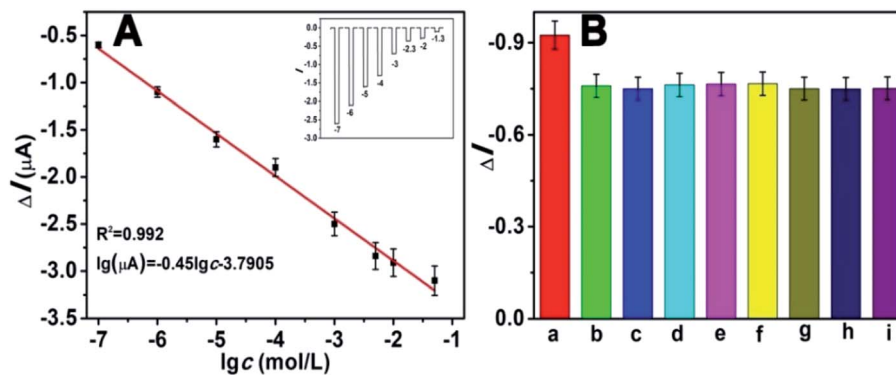 A
B
-0.5
-1.0
-1.5
-2.0
-2.5
-3.0
-3.5
ΔI(μA)
-7 -6 -5 -4 -3 -2 -1
lgc (mol/L)
R²=0.992
lg(μA)=-0.45lgc-3.7905
0.0
-0.5
-1.0
-1.5
-2.0
-2.5
-3.0
I
-7 -6 -5 -4 -3 -2.3 -2 -1.3
-0.9
-0.6
-0.3
0.0
ΔI
a b c d e f g h i